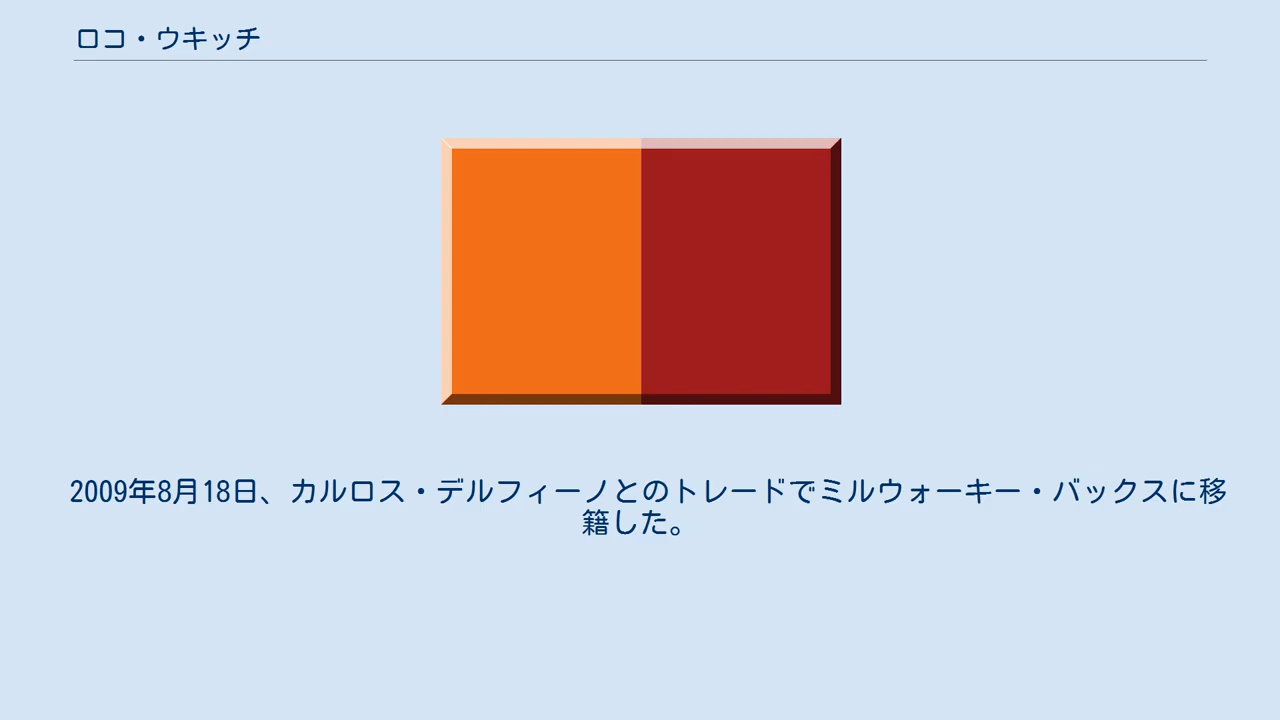 ロコ・ウキッチ
2009年8月18日、カルロス・デルフィーノとのトレードでミルウォーキー・バックスに移
籍した。